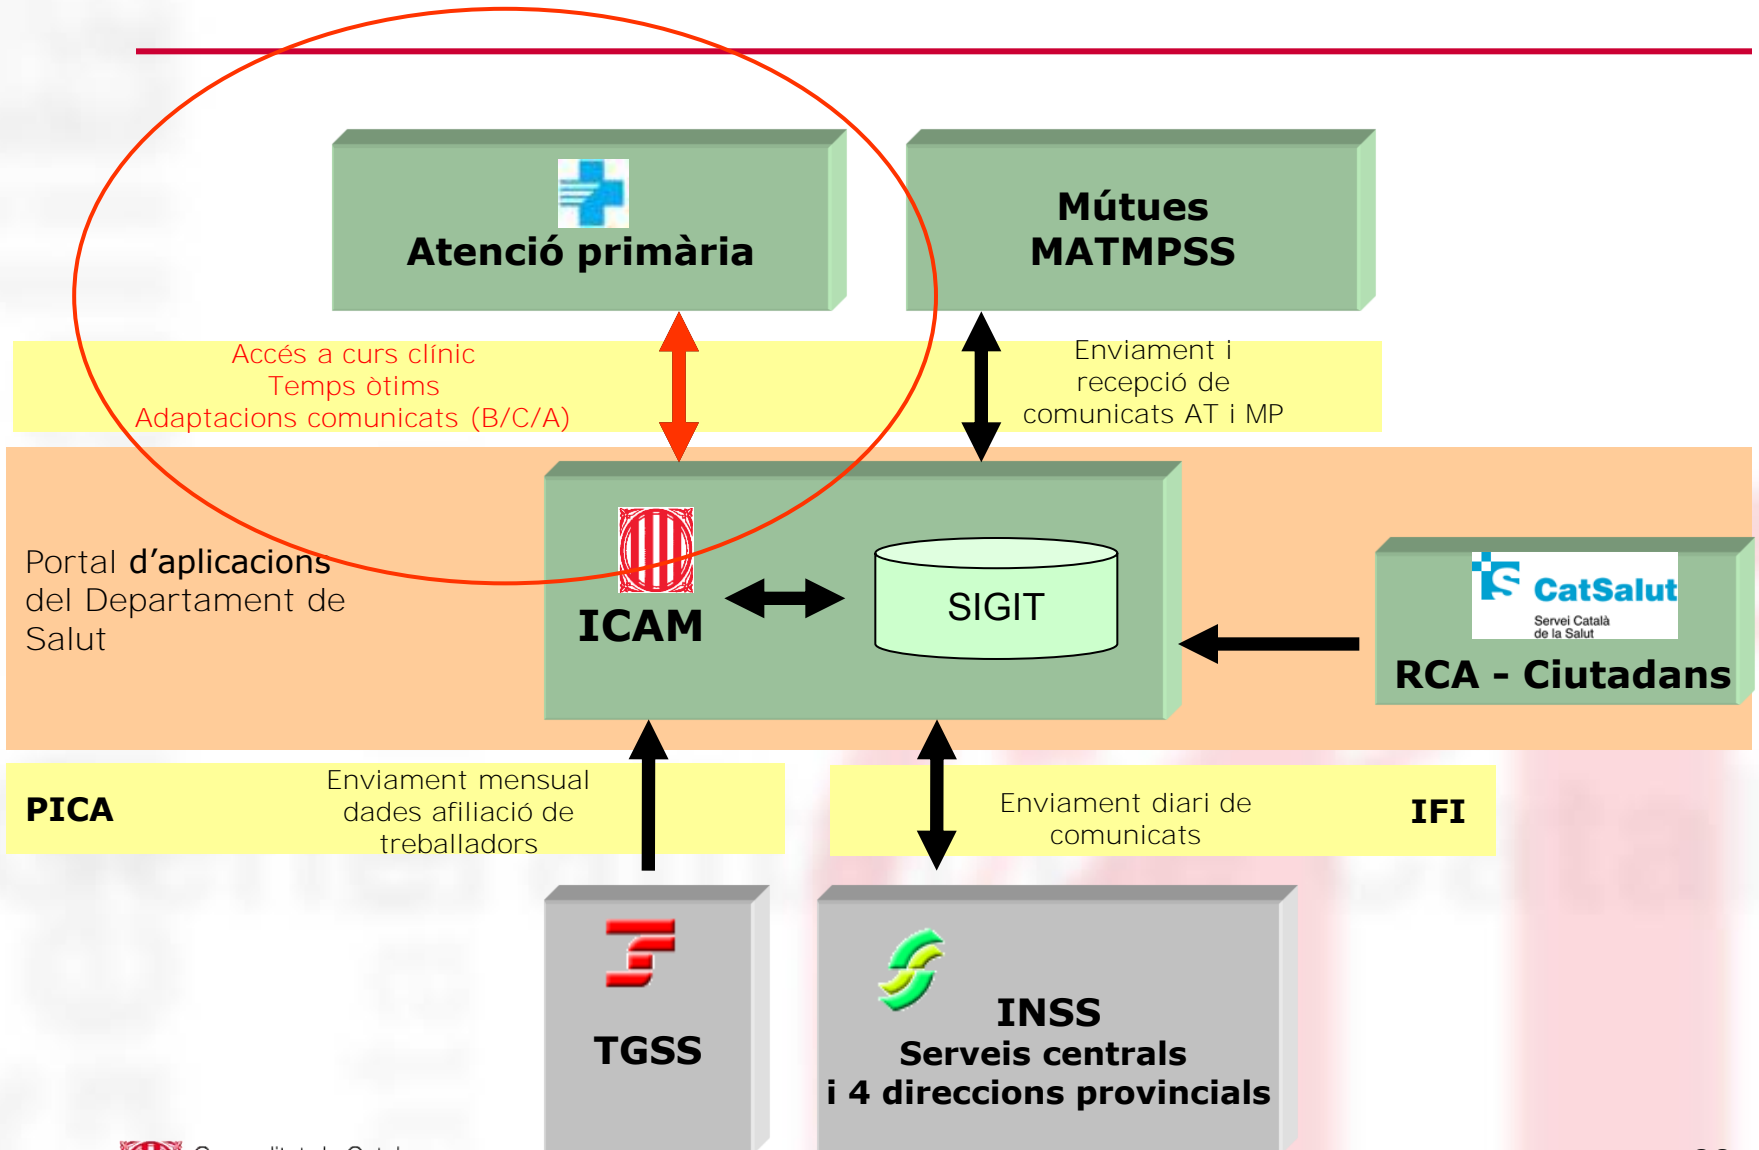 Atenció primària
Mútues
MATMPSS
Accés a curs clínic
Temps òtims
Adaptacions comunicats (B/C/A)
Enviament i
recepció de
comunicats AT i MP
Portal d’aplicacions
del Departament de
Salut
ICAM
SIGIT
CatSalut
Servei Català
de la Salut
RCA - Ciutadans
PICA
Enviament mensual
dades afiliació de
treballadors
Enviament diari de
comunicats
IFI
TGSS
INSS
Serveis centrals
i 4 direccions provincials